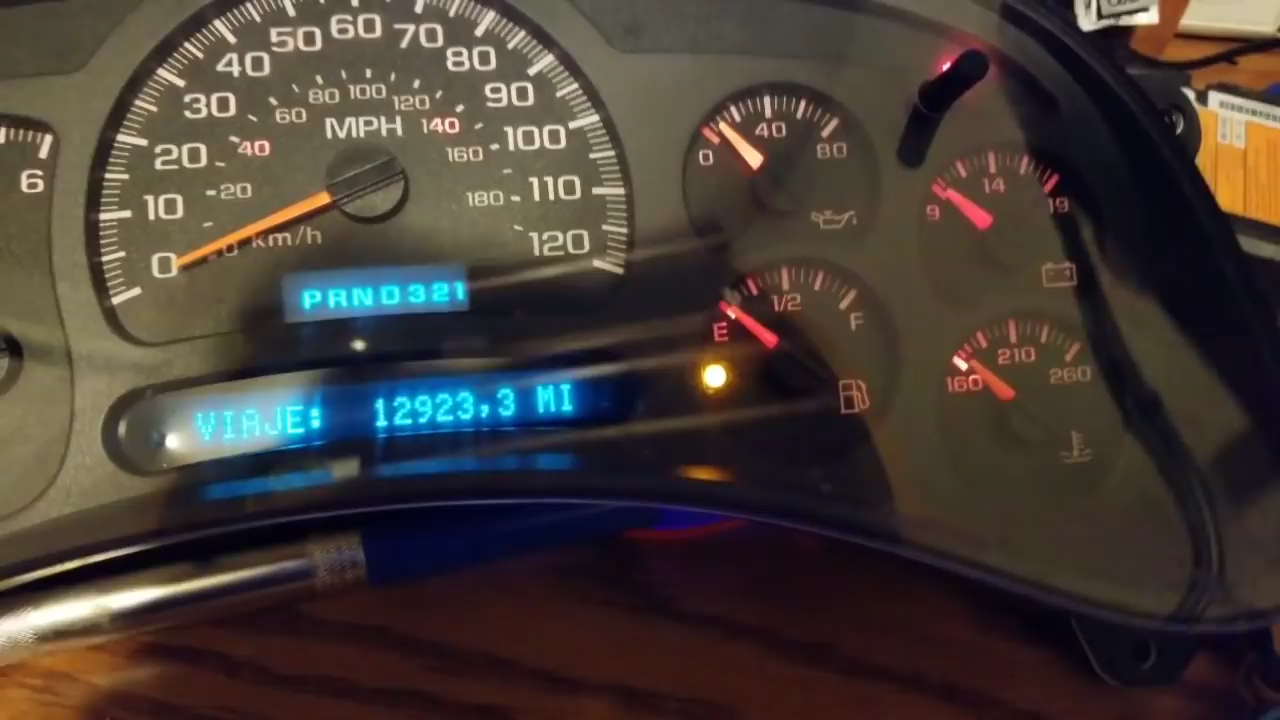 6
0 10 20 30 40 50 60 70 80 90 100 110 120
20 40 60 80 100 120 140 160 180
MPH
km/h
PRND321
VIAJE: 12923,3 MI
0 40 80
9 14 19
E 1/2 F
160 210 260